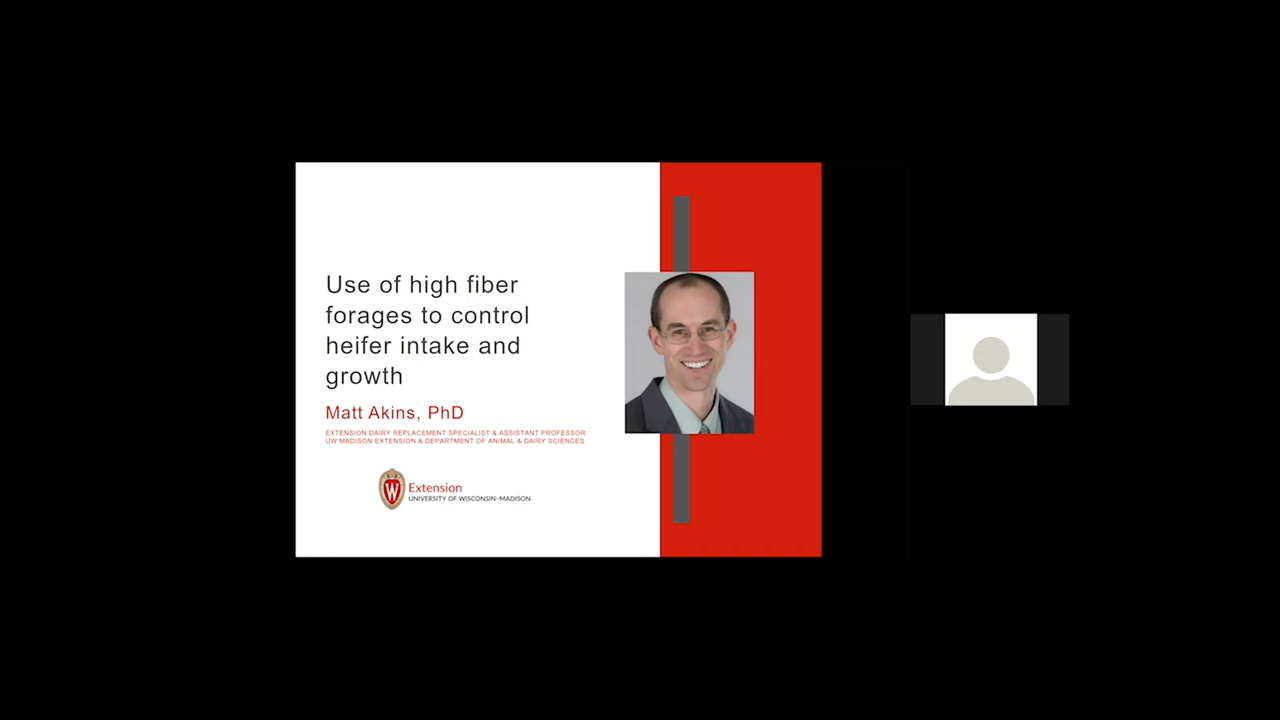 Use of high fiber
forages to control
heifer intake and
growth
Matt Akins, PhD
EXTENSION DAIRY REPLACEMENT SPECIALIST & ASSISTANT PROFESSOR
UW MADISON EXTENSION & DEPARTMENT OF ANIMAL & DAIRY SCIENCES
W
Extension
UNIVERSITY OF WISCONSIN–MADISON